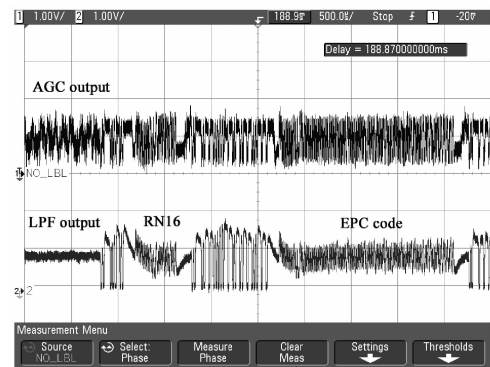 1 1.00V/ 2 1.00V/ 188.9 500.0 Stop 1 -20
Delay = 188.870000000ms
AGC output
NO_LBL
LPF output RN16 EPC code
2
Measurement Menu
Source Select: Measure Clear Settings Thresholds
NO_LBL Phase Phase Meas